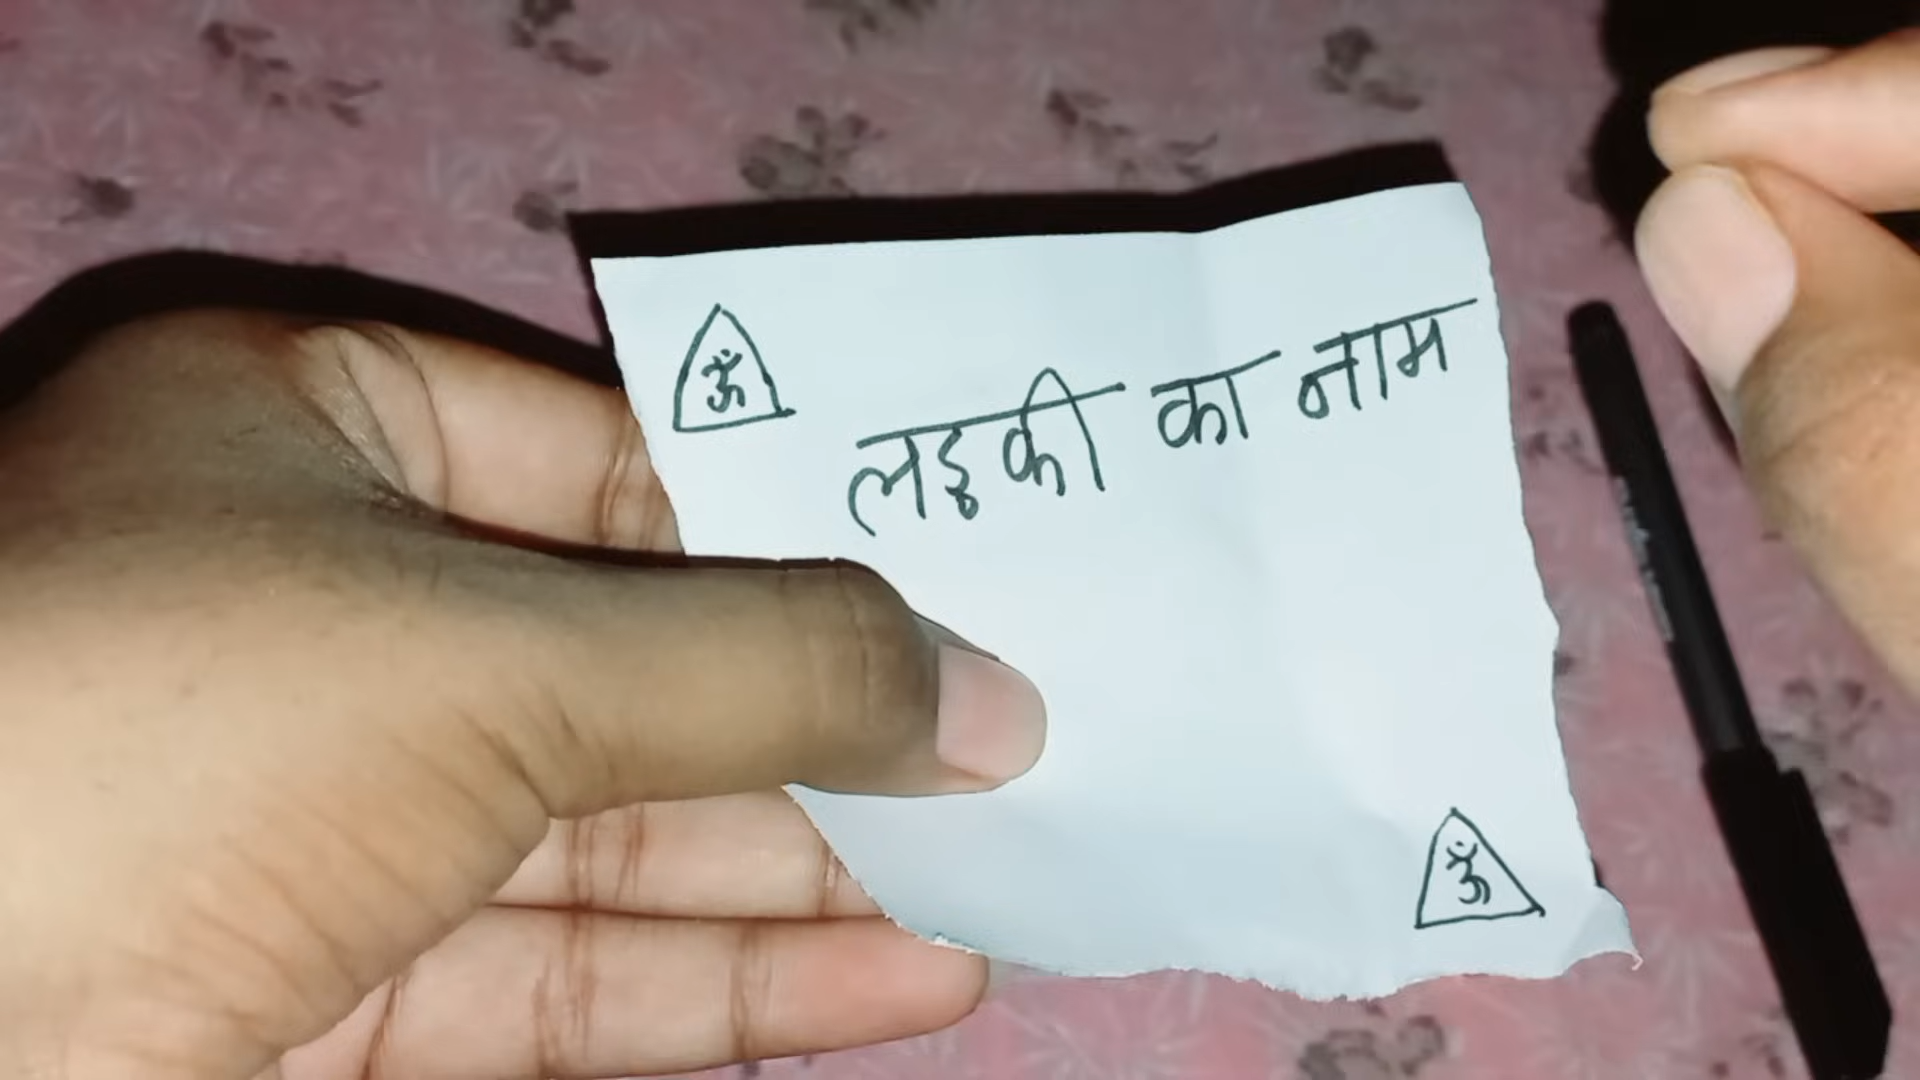 ॐ
लड़की का नाम
ॐ